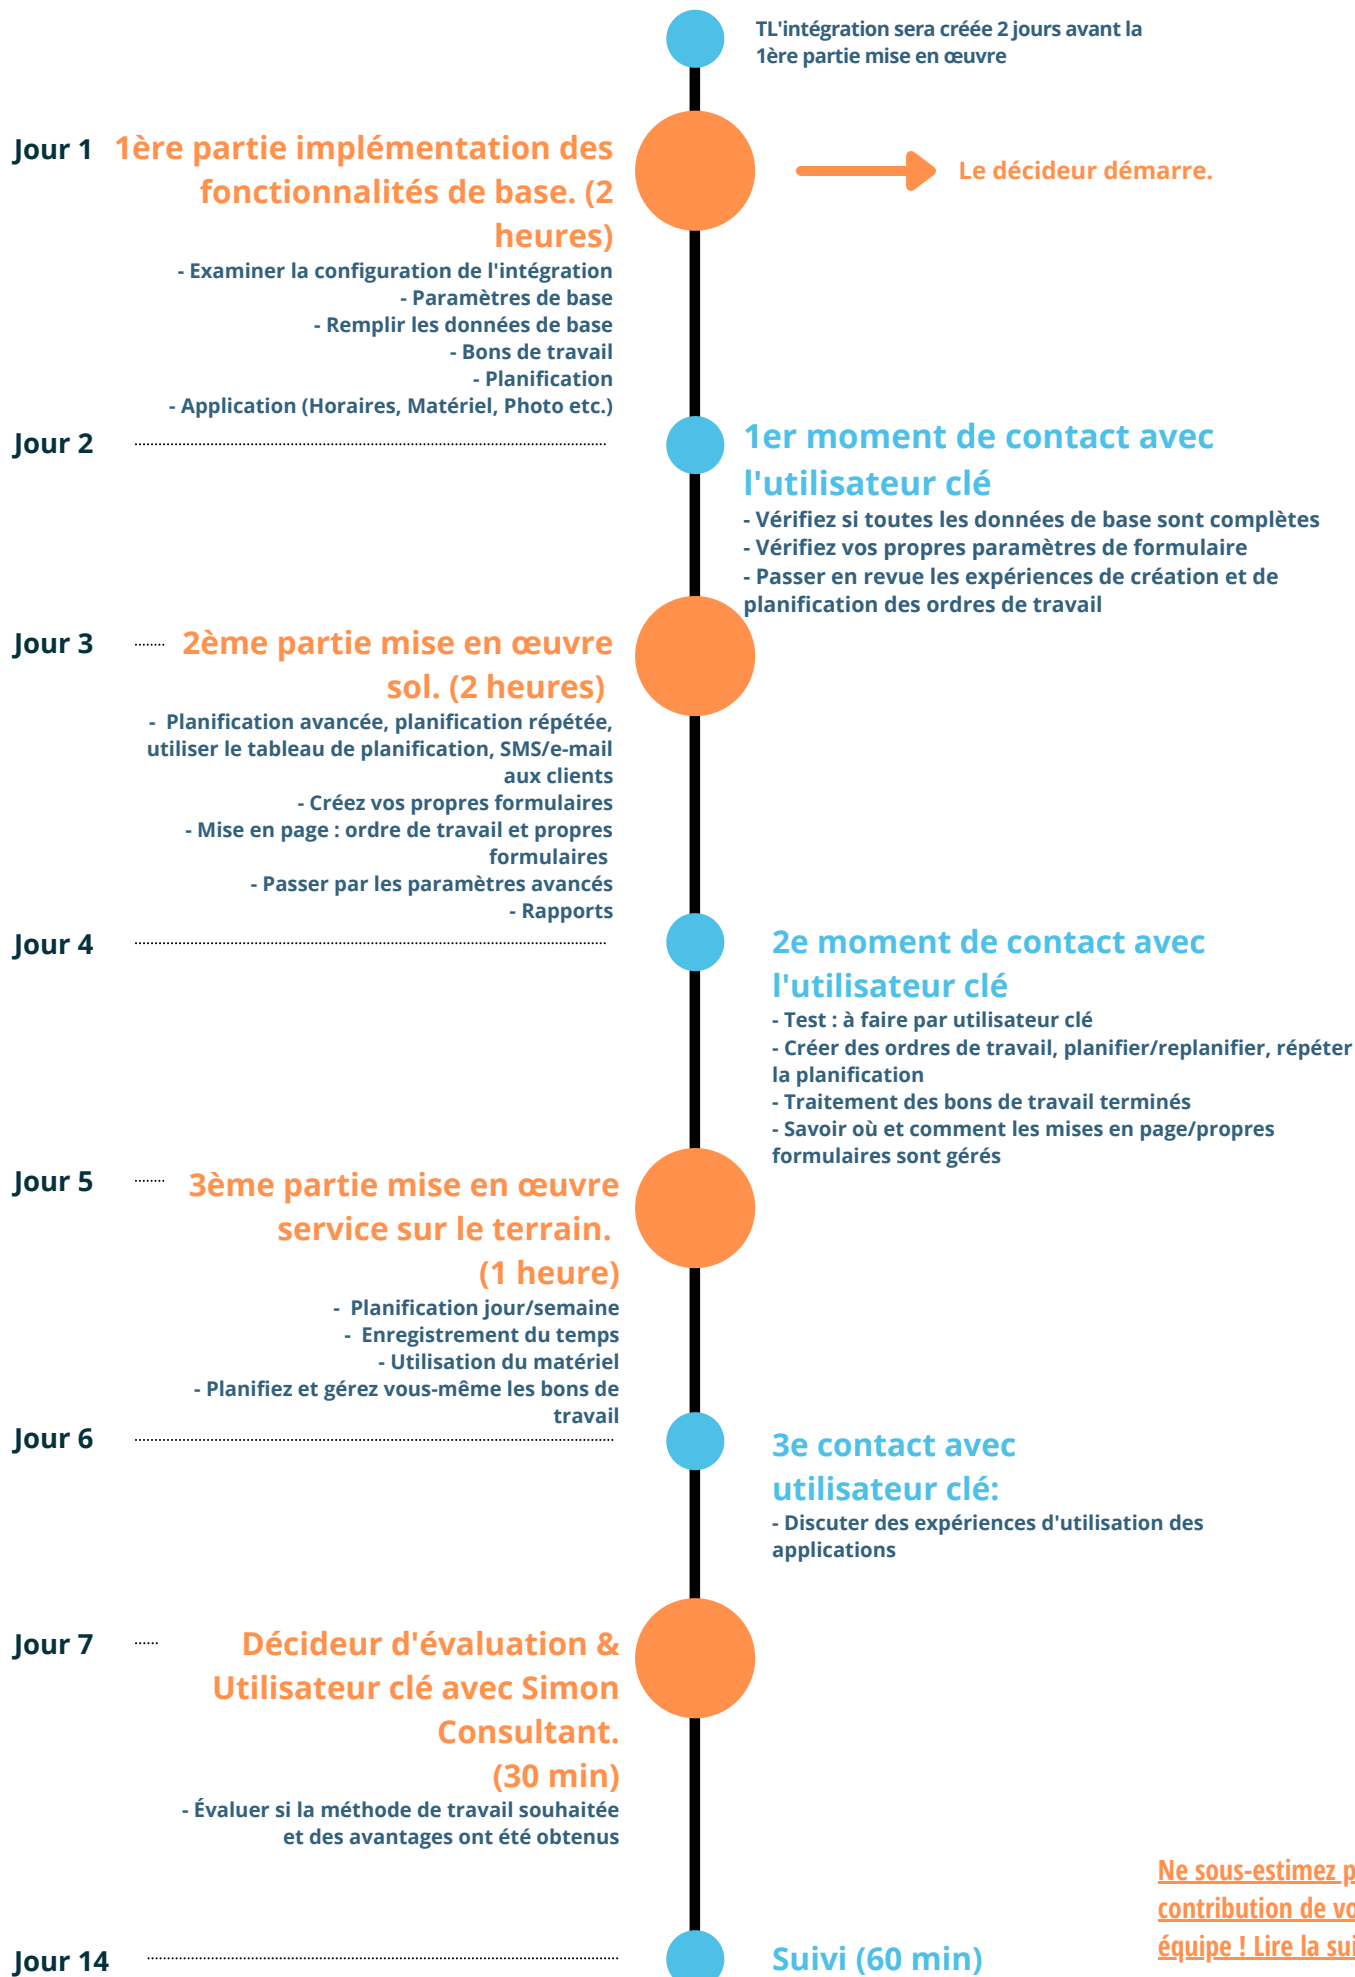 TL'intégration sera créée 2 jours avant la
1ère partie mise en œuvre
Jour 1
1ère partie implémentation des
fonctionnalités de base. (2
heures)
Le décideur démarre.
- Examiner la configuration de l'intégration
- Paramètres de base
- Remplir les données de base
- Bons de travail
- Planification
- Application (Horaires, Matériel, Photo etc.)
Jour 2
1er moment de contact avec
l'utilisateur clé
- Vérifiez si toutes les données de base sont complètes
- Vérifiez vos propres paramètres de formulaire
- Passer en revue les expériences de création et de
planification des ordres de travail
Jour 3
2ème partie mise en œuvre
sol. (2 heures)
- Planification avancée, planification répétée,
utiliser le tableau de planification, SMS/e-mail
aux clients
- Créez vos propres formulaires
- Mise en page : ordre de travail et propres
formulaires
- Passer par les paramètres avancés
- Rapports
Jour 4
2e moment de contact avec
l'utilisateur clé
- Test : à faire par utilisateur clé
- Créer des ordres de travail, planifier/replanifier, répéter
la planification
- Traitement des bons de travail terminés
- Savoir où et comment les mises en page/propres
formulaires sont gérés
Jour 5
3ème partie mise en œuvre
service sur le terrain.
(1 heure)
- Planification jour/semaine
- Enregistrement du temps
- Utilisation du matériel
- Planifiez et gérez vous-même les bons de
travail
Jour 6
3e contact avec
utilisateur clé:
- Discuter des expériences d'utilisation des
applications
Jour 7
Décideur d'évaluation &
Utilisateur clé avec Simon
Consultant.
(30 min)
- Évaluer si la méthode de travail souhaitée
et des avantages ont été obtenus
Ne sous-estimez
contribution de
équipe ! Lire la
Jour 14
Suivi (60 min)